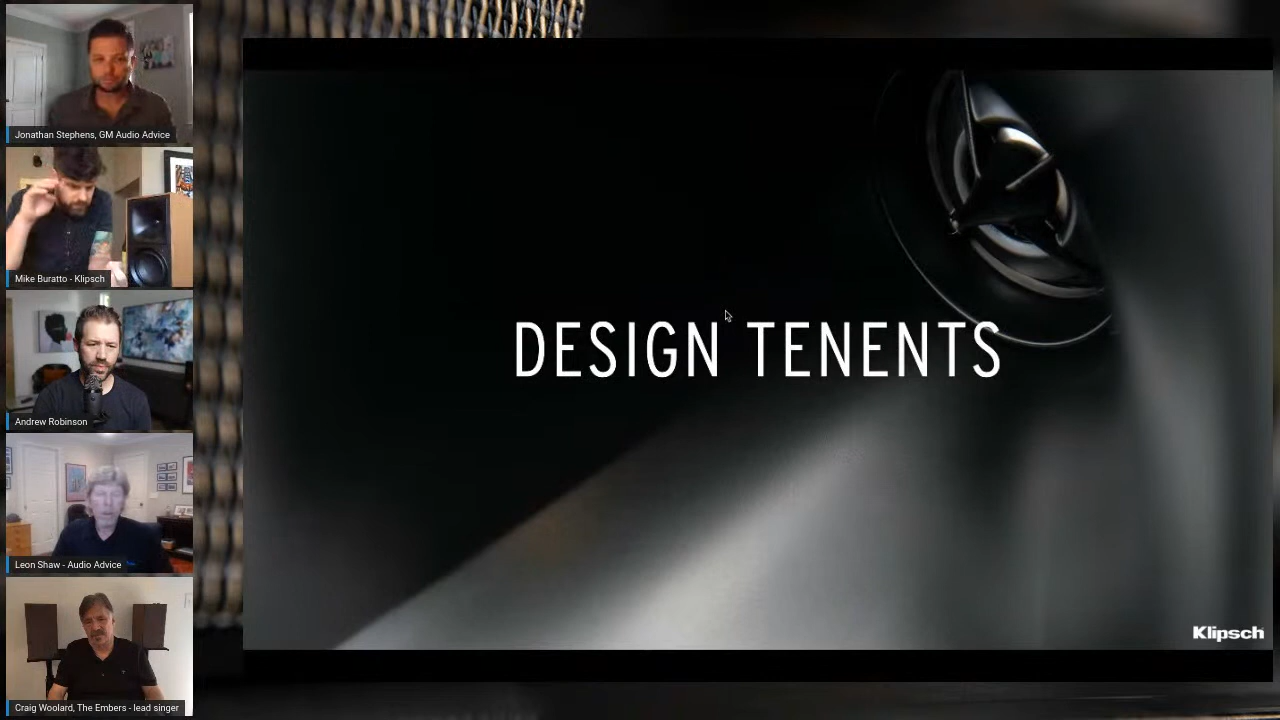 Jonathan Stephens, GM Audio Advice
Mike Buratto - Klipsch
Andrew Robinson
Leon Shaw - Audio Advice
Craig Woolard, The Embers - lead singer
DESIGN TENENTS
Klipsch